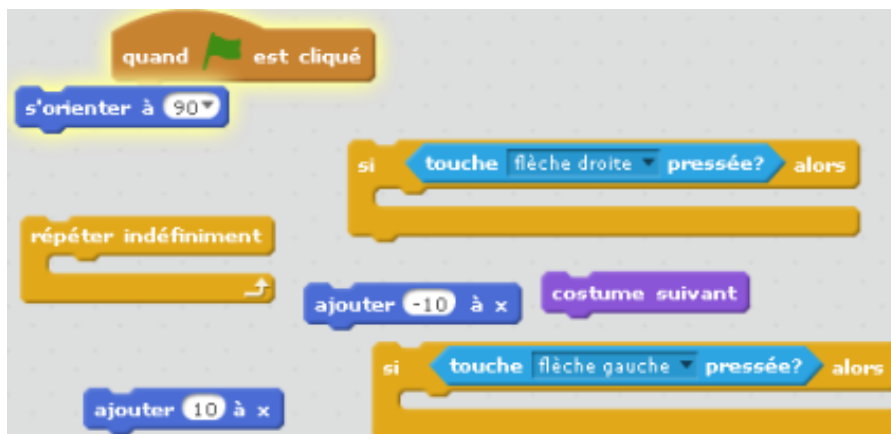 quand est cliqué
s'orienter à 90
si touche flèche droite pressée? alors
répéter indéfiniment
ajouter -10 à x
costume suivant
si touche flèche gauche pressée? alors
ajouter 10 à x